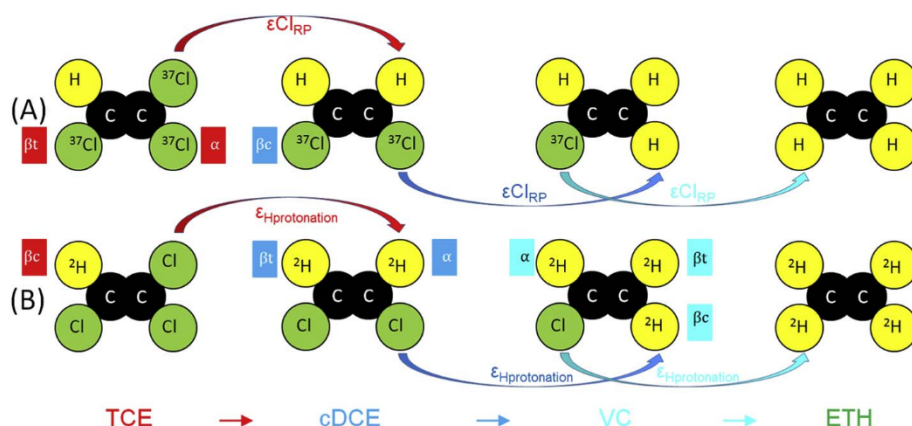 εCl_RP
H ³⁷Cl H H H H H H
C C C C C C C C
(A)
βt ³⁷Cl ³⁷Cl α βc ³⁷Cl ³⁷Cl ³⁷Cl H H H
εCl_RP εCl_RP
ε_Hprotonation
βc ²H Cl βt ²H ²H α α ²H ²H βt ²H ²H
C C C C C C C C
(B)
Cl Cl Cl Cl Cl ²H βc ²H ²H
ε_Hprotonation ε_Hprotonation
TCE → cDCE → VC → ETH